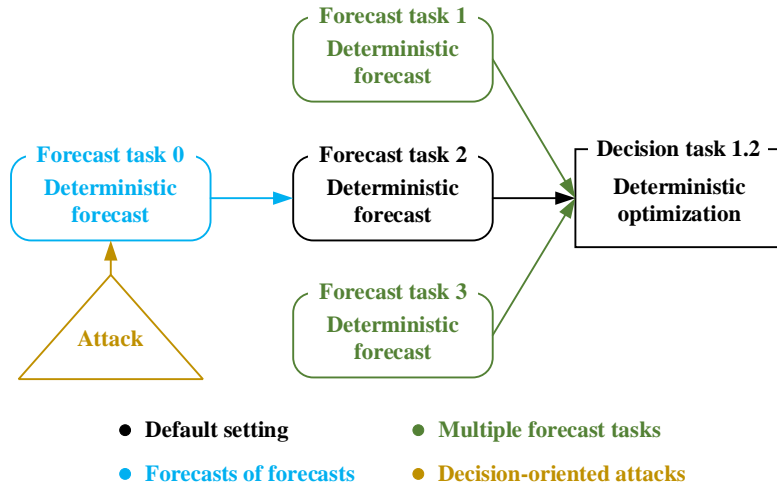 Forecast task 1
Deterministic
forecast
Forecast task 0
Deterministic
forecast
Forecast task 2
Deterministic
forecast
Decision task 1.2
Deterministic
optimization
Attack
Forecast task 3
Deterministic
forecast
Default setting
Multiple forecast tasks
Forecasts of forecasts
Decision-oriented attacks